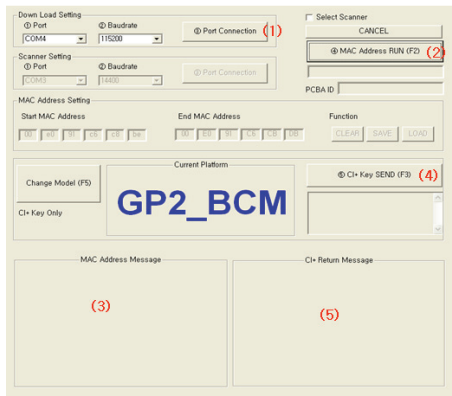 Down Load Setting
① Port
② Baudrate
COM4
115200
③ Port Connection
(1)
Select Scanner
CANCEL
④ MAC Address RUN (F2)
(2)
Scanner Setting
① Port
② Baudrate
COM3
14400
③ Port Connection
PCBA ID
MAC Address Setting
Start MAC Address
End MAC Address
Function
00 e0 91 c6 c8 be
00 E0 91 C6 CB DB
CLEAR SAVE LOAD
Change Model (F5)
CI+ Key Only
Current Platform
GP2_BCM
⑤ CI+ Key SEND (F3)
(4)
MAC Address Message
(3)
CI+ Return Message
(5)